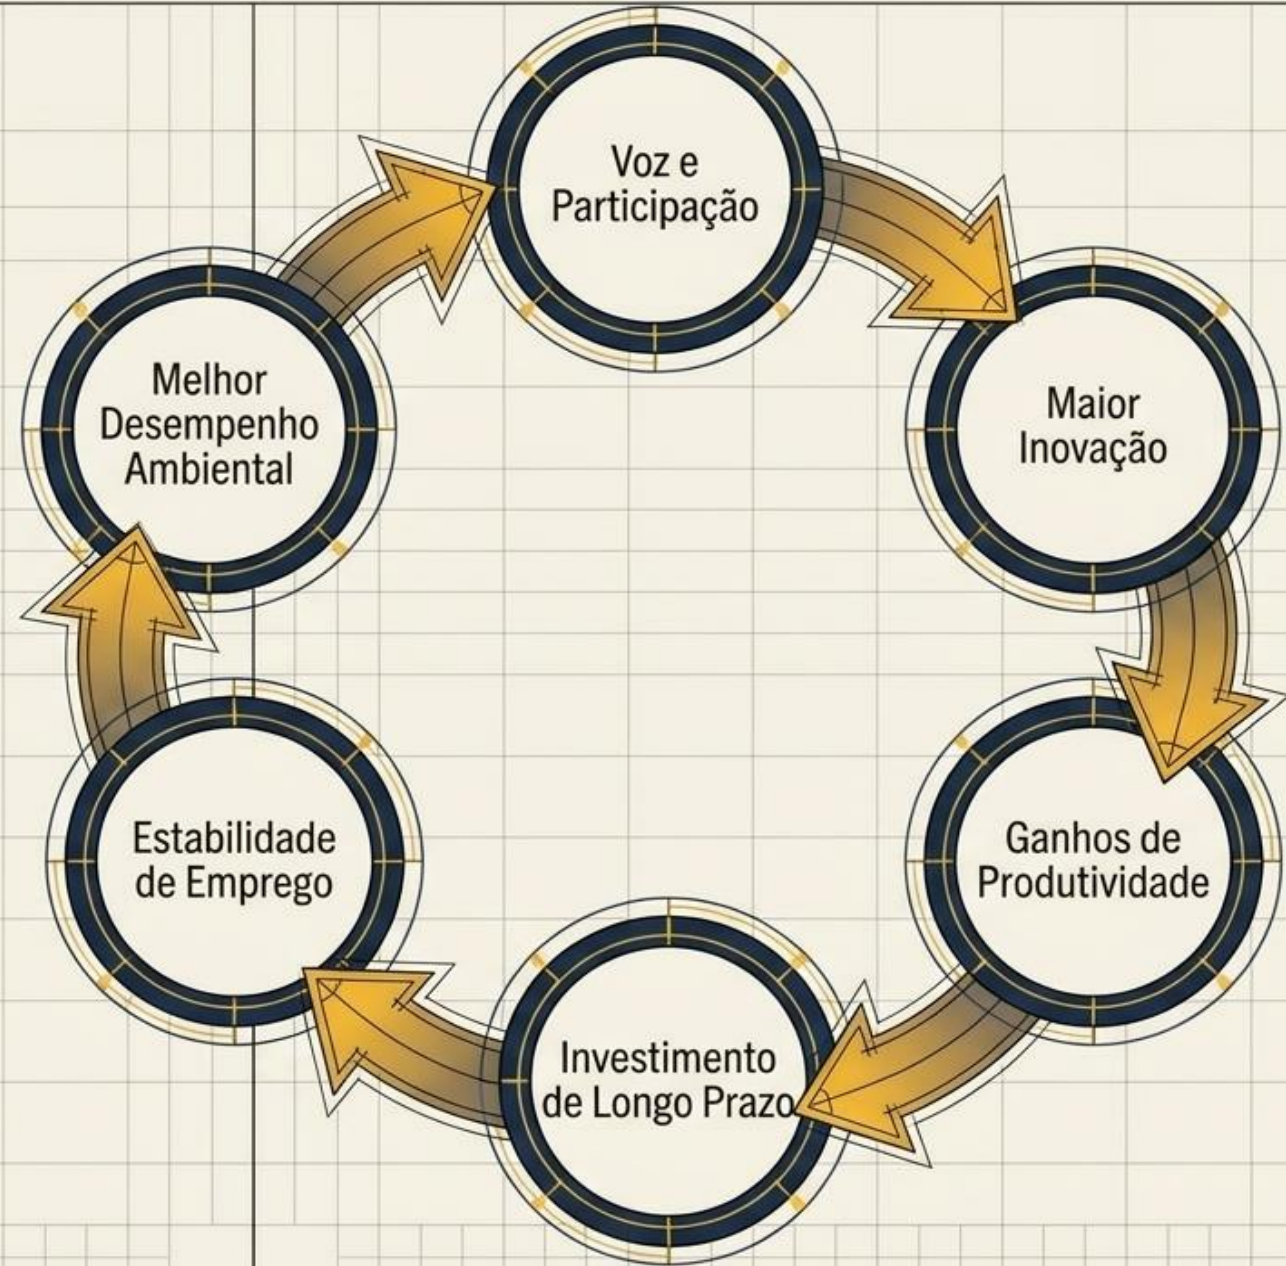 Voz e
Participação
Maior
Inovação
Ganhos de
Produtividade
Investimento
de Longo Prazo
Estabilidade
de Emprego
Melhor
Desempenho
Ambiental